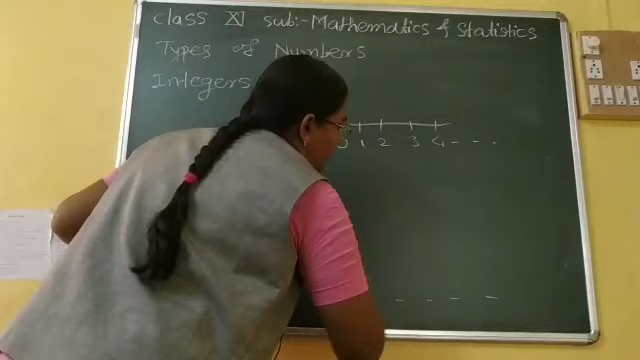 class XI sub:- Mathematics & Statistics
Types of Numbers
Integers
0 1 2 3 4 - - -
- - - -